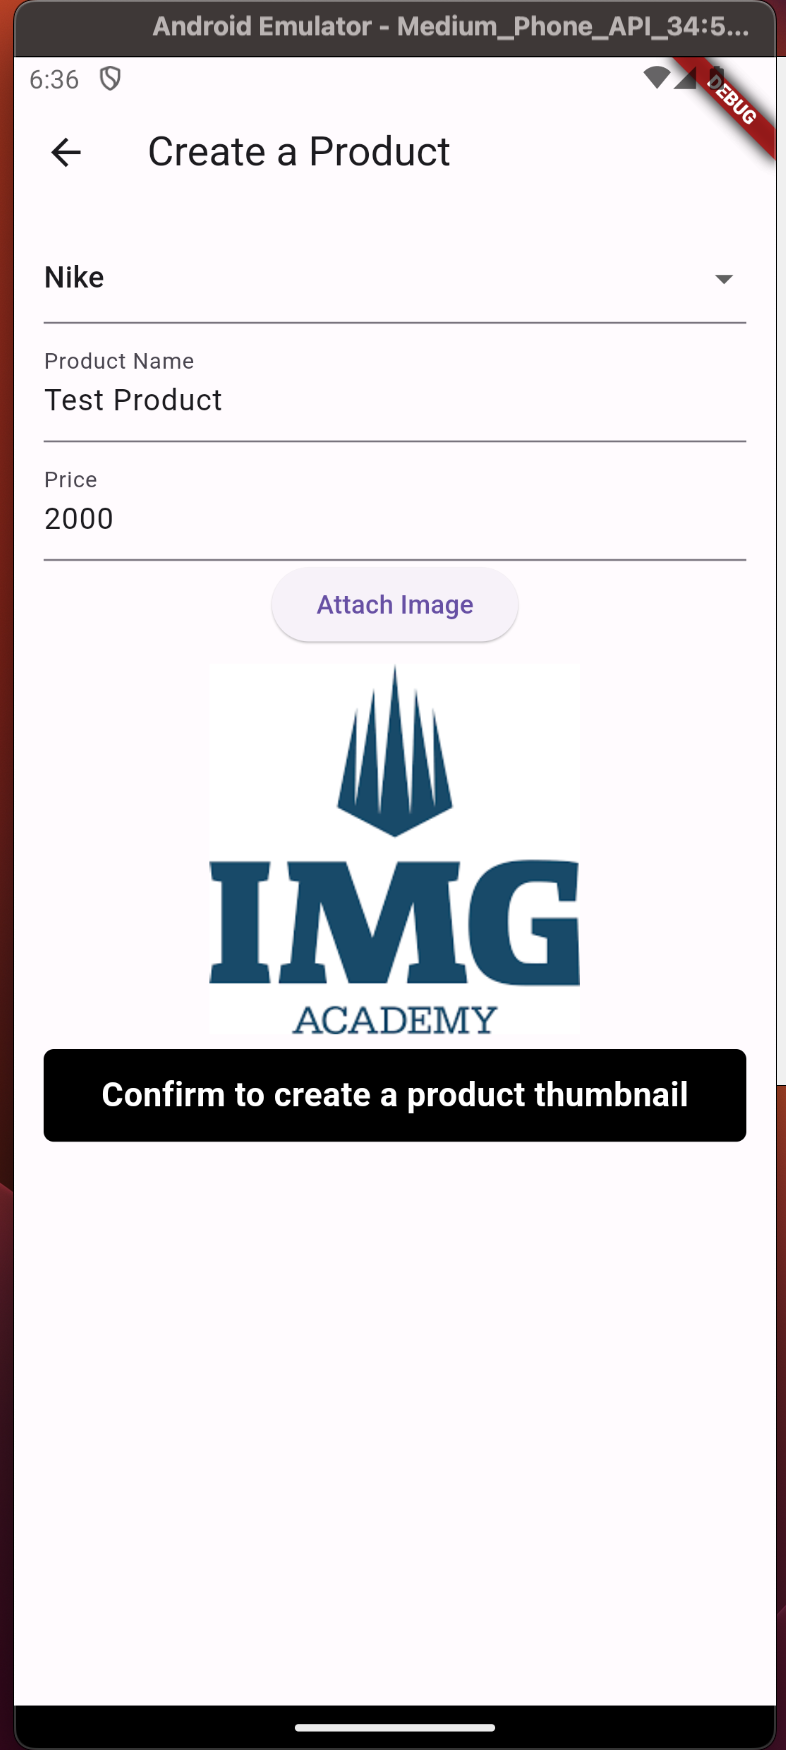 Android Emulator - Medium_Phone_API_34:5...
6:36
DEBUG
Create a Product
Nike
Product Name
Test Product
Price
2000
Attach Image
IMG
ACADEMY
Confirm to create a product thumbnail